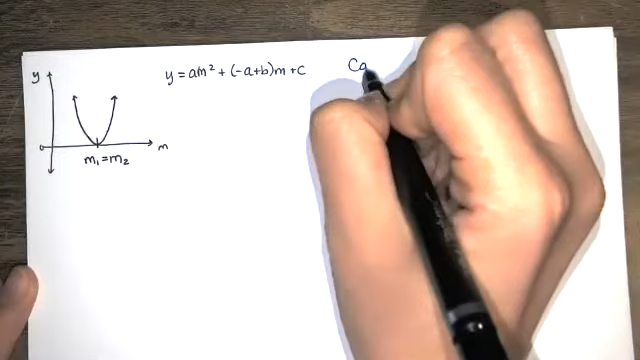 y = am² + (-a+b)m + c
Ca
y
0
m
m₁ = m₂